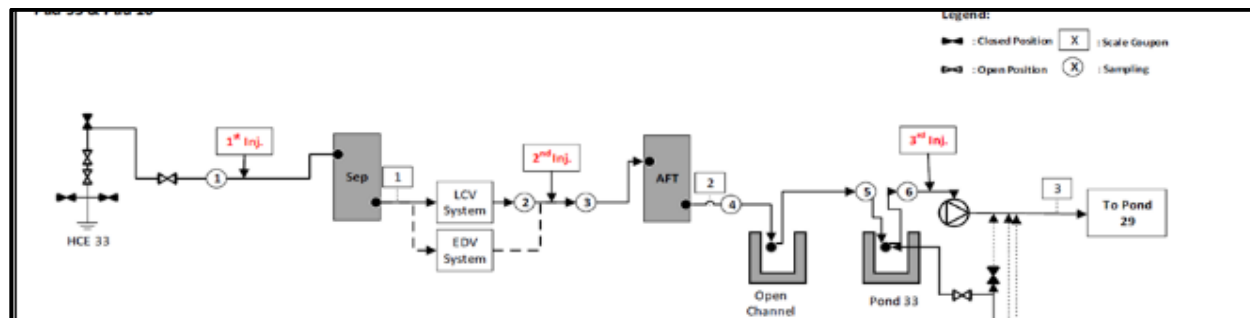 Legend:
: Closed Position
X
: Scale Coupon
: Open Position
X
: Sampling
1st Inj.
2nd Inj.
3rd Inj.
Sep
1
LCV
System
EDV
System
AFT
2
1
2
3
4
5
6
3
To Pond
29
HCE 33
Open
Channel
Pond 33